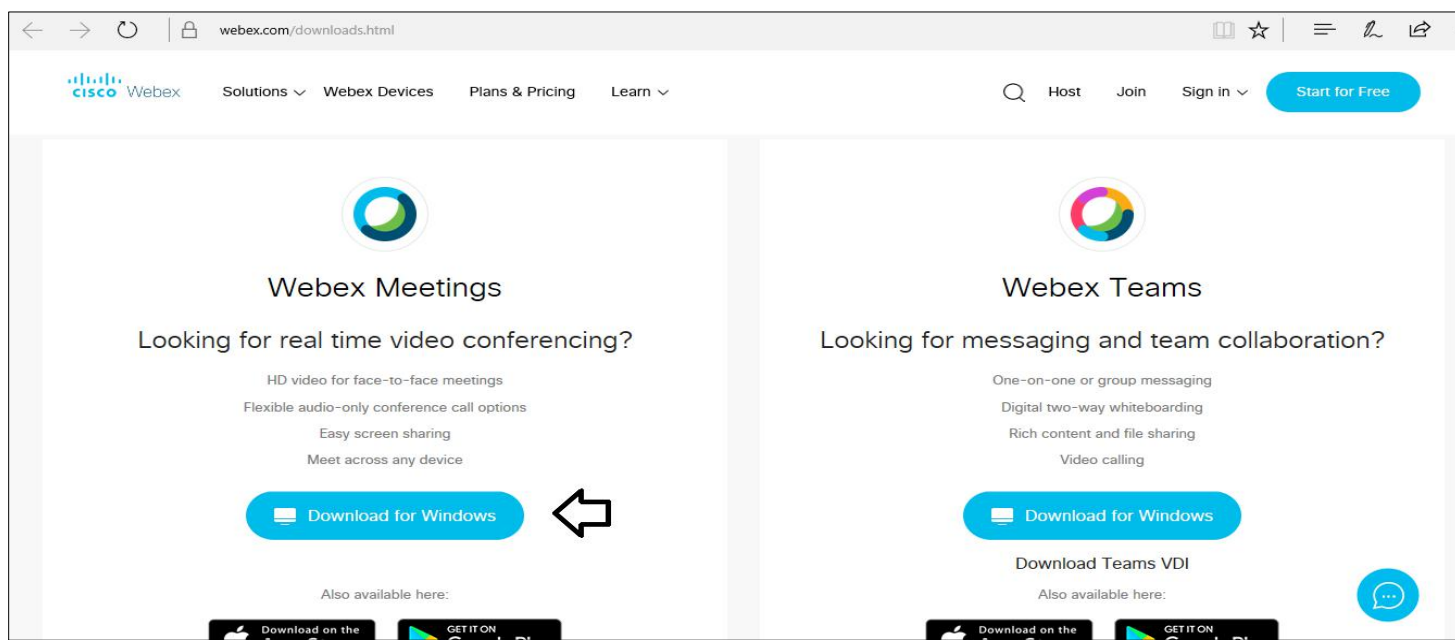 webex.com/downloads.html
CISCO Webex Solutions Webex Devices Plans & Pricing Learn Host Join Sign in Start for Free
Webex Meetings
Looking for real time video conferencing?
HD video for face-to-face meetings
Flexible audio-only conference call options
Easy screen sharing
Meet across any device
Download for Windows
Also available here:
Download on the
GET IT ON
Webex Teams
Looking for messaging and team collaboration?
One-on-one or group messaging
Digital two-way whiteboarding
Rich content and file sharing
Video calling
Download for Windows
Download Teams VDI
Also available here:
Download on the
GET IT ON